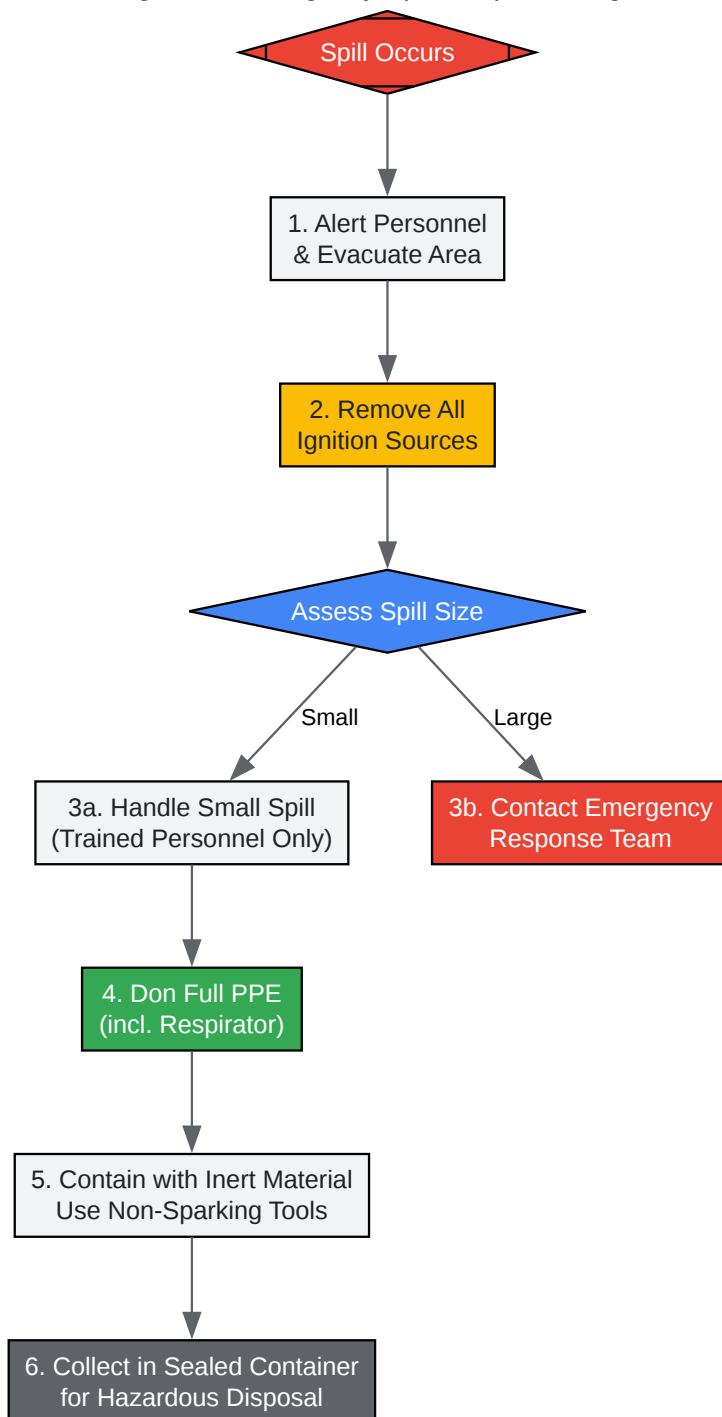 Spill Occurs
1. Alert Personnel
& Evacuate Area
2. Remove All
Ignition Sources
Assess Spill Size
Small
Large
3a. Handle Small Spill
(Trained Personnel Only)
3b. Contact Emergency
Response Team
4. Don Full PPE
(incl. Respirator)
5. Contain with Inert Material
Use Non-Sparking Tools
6. Collect in Sealed Container
for Hazardous Disposal